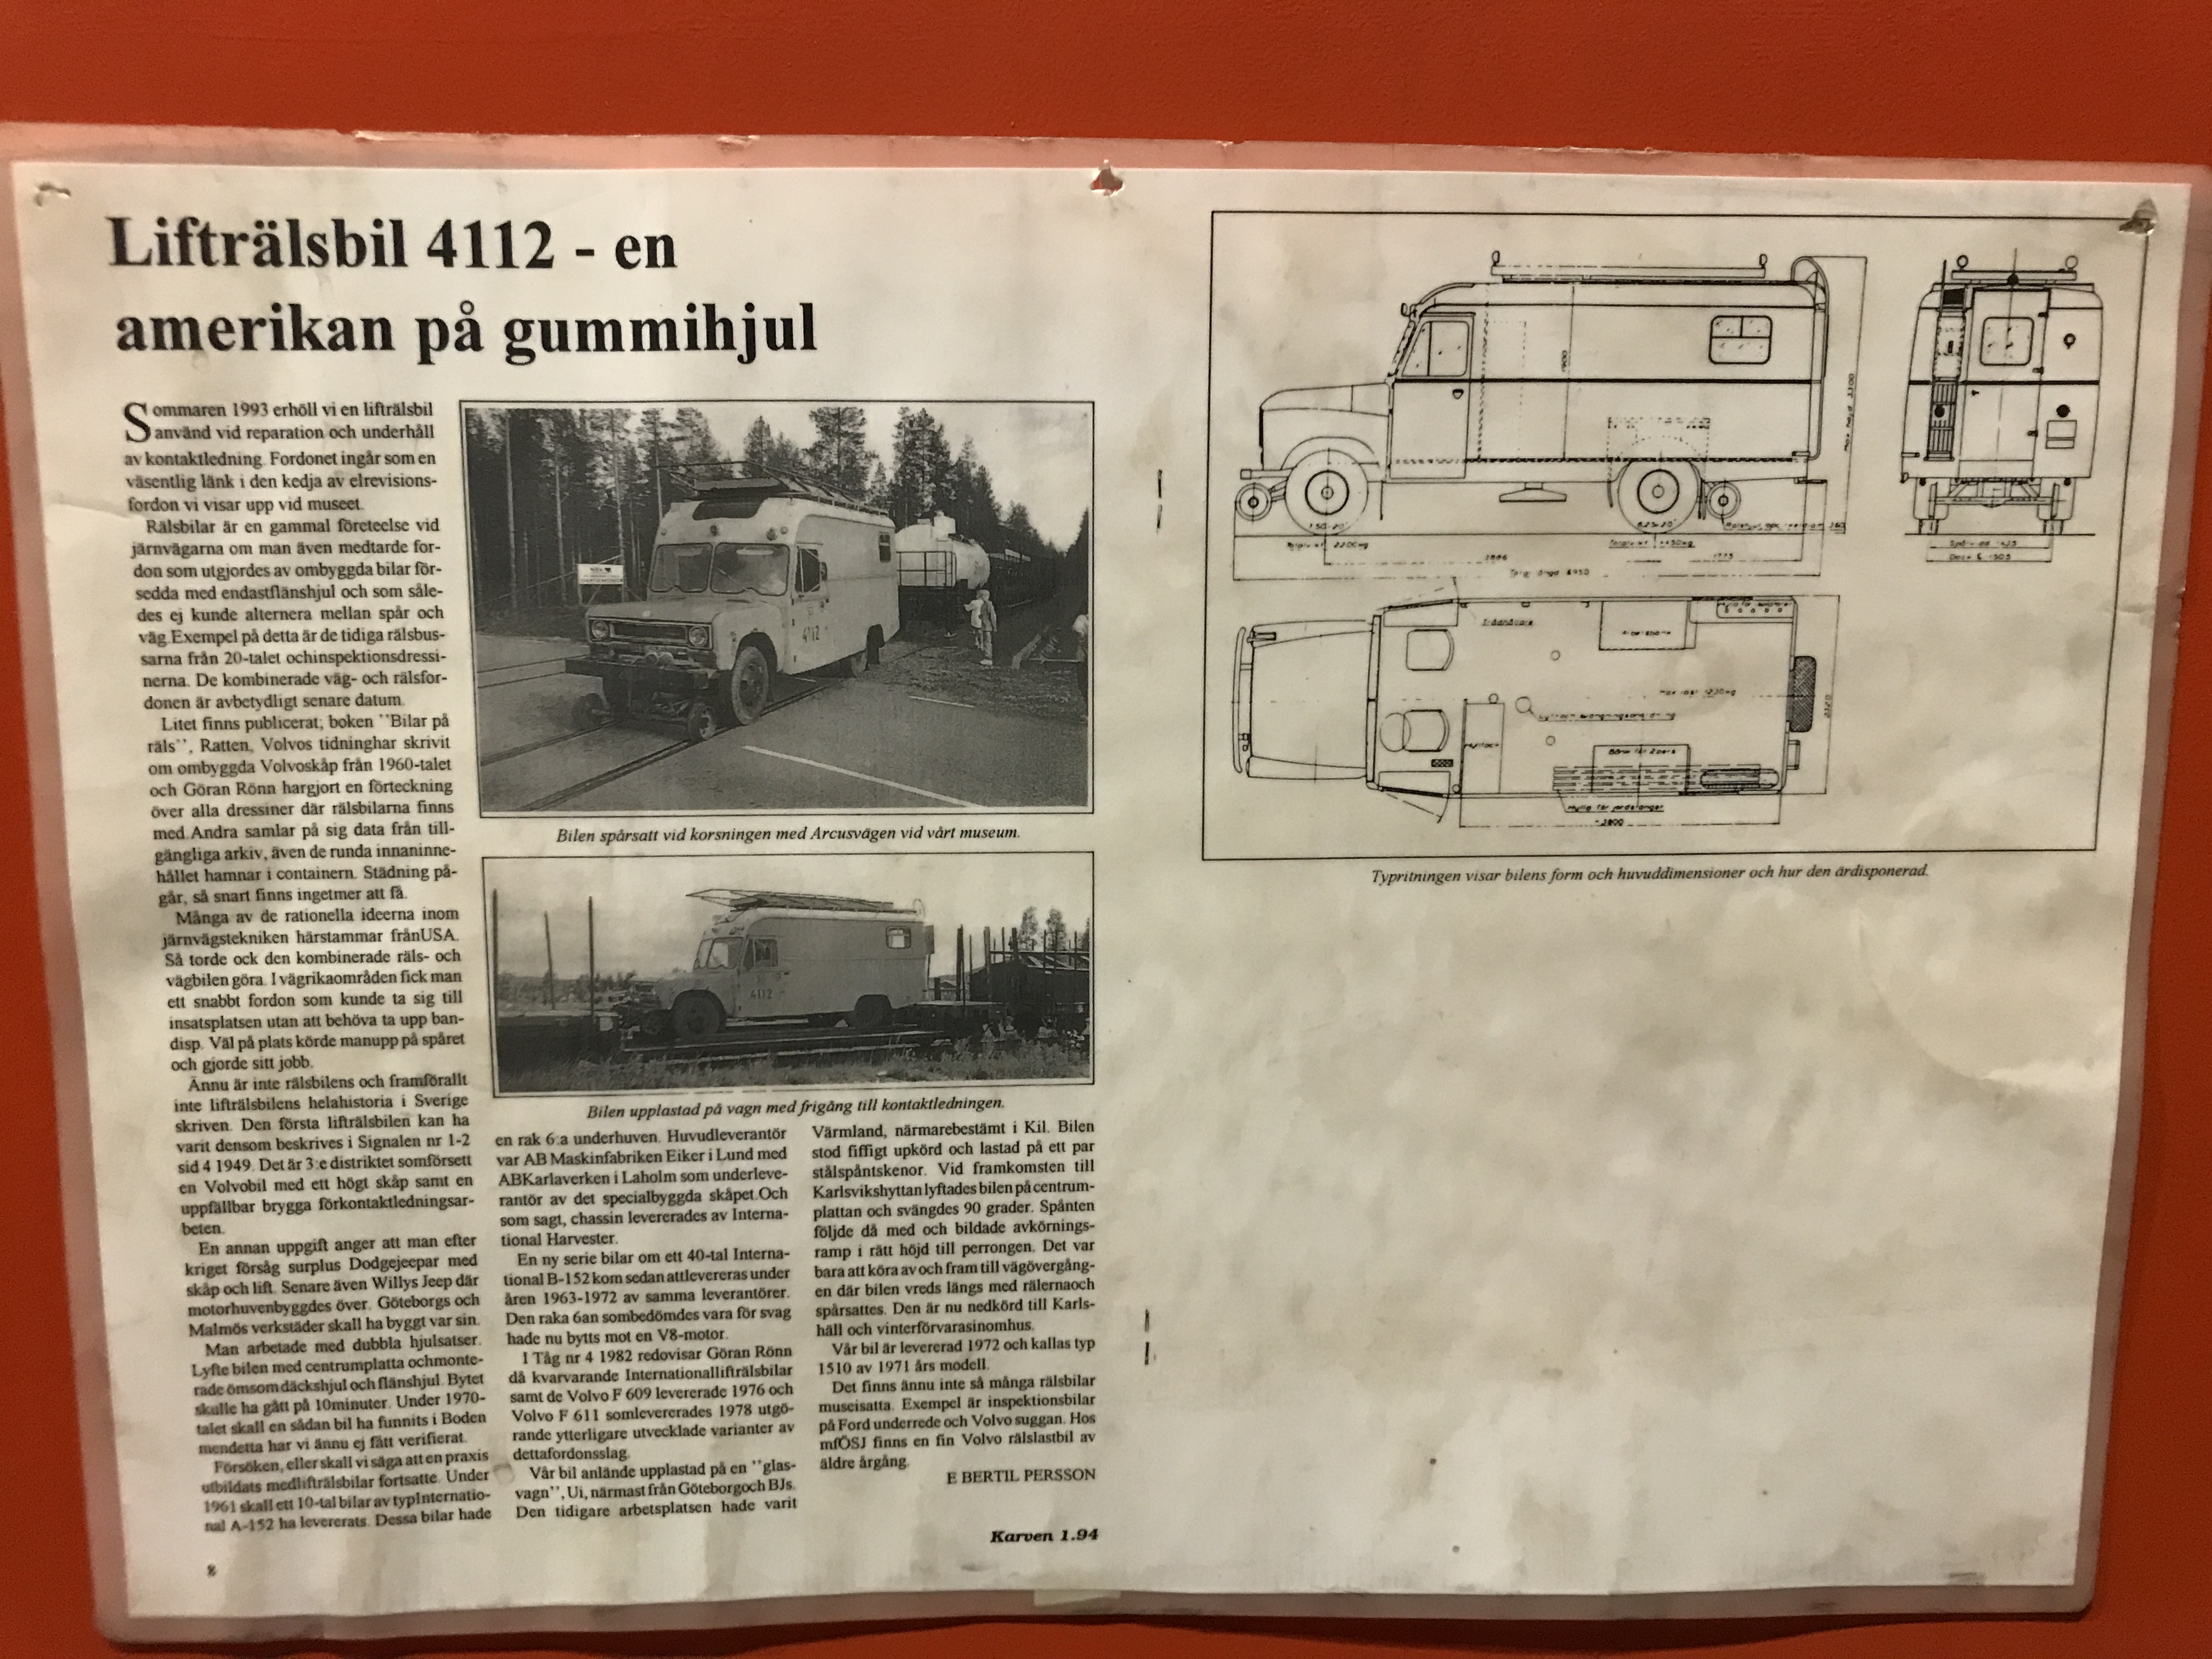 Lifträlsbil 4112 - en
amerikan på gummihjul
Sommaren 1993 erhöll vi en lifträlsbil
använd vid reparation och underhåll
av kontaktledning. Fordonet ingår som en
väsentlig länk i den kedja av elrevisions-
fordon vi visar upp vid museet.
Rälsbilar är en gammal företeelse vid
järnvägarna om man även medtarde for-
don som utgjordes av ombyggda bilar för-
sedda med endastflänshjul och som såle-
des ej kunde alternera mellan spår och
väg.Exempel på detta är de tidiga rälsbus-
sarna från 20-talet ochinspektionsdressi-
nerna. De kombinerade väg- och rälsfor-
donen är avbetydligt senare datum.
Litet finns publicerat; boken ''Bilar på
räls'', Ratten, Volvos tidninghar skrivit
om ombyggda Volvoskåp från 1960-talet
och Göran Rönn hargjort en förteckning
över alla dressiner där rälsbilarna finns
med.Andra samlar på sig data från till-
gängliga arkiv, även de runda innaninne-
hållet hamnar i containern. Städning på-
går, så snart finns ingetmer att få.
Många av de rationella ideerna inom
järnvägstekniken härstammar frånUSA.
Så torde ock den kombinerade räls- och
vägbilen göra. I vägrikaområden fick man
ett snabbt fordon som kunde ta sig till
insatsplatsen utan att behöva ta upp ban-
disp. Väl på plats körde manupp på spåret
och gjorde sitt jobb.
Ännu är inte rälsbilens och framförallt
inte lifträlsbilens helahistoria i Sverige
skriven. Den första lifträlsbilen kan ha
varit densom beskrives i Signalen nr 1-2
sid 4 1949. Det är 3:e distriktet somförsett
en Volvobil med ett högt skåp samt en
uppfällbar brygga förkontaktledningsar-
beten.
En annan uppgift anger att man efter
kriget försåg surplus Dodgejeepar med
skåp och lift. Senare även Willys Jeep där
motorhuvenbyggdes över. Göteborgs och
Malmös verkstäder skall ha byggt var sin.
Man arbetade med dubbla hjulsatser.
Lyfte bilen med centrumplatta ochmonte-
rade ömsom däckshjul och flänshjul. Bytet
skulle ha gått på 10minuter. Under 1970-
talet skall en sådan bil ha funnits i Boden
mendetta har vi ännu ej fått verifierat.
Försöken, eller skall vi säga att en praxis
utbildats medlifträlsbilar fortsatte. Under
1961 skall ett 10-tal bilar av typInternatio-
nal A-152 ha levererats. Dessa bilar hade
8
4112
Bilen spårsatt vid korsningen med Arcusvägen vid vårt museum.
4112
Bilen upplastad på vagn med frigång till kontaktledningen.
en rak 6:a underhuven. Huvudleverantör
var AB Maskinfabriken Eiker i Lund med
ABKarlaverken i Laholm som underleve-
rantör av det specialbyggda skåpet.Och
som sagt, chassin levererades av Interna-
tional Harvester.
En ny serie bilar om ett 40-tal Interna-
tional B-152 kom sedan attlevereras under
åren 1963-1972 av samma leverantörer.
Den raka 6an sombedömdes vara för svag
hade nu bytts mot en V8-motor.
I Tåg nr 4 1982 redovisar Göran Rönn
då kvarvarande Internationallifträlsbilar
samt de Volvo F 609 levererade 1976 och
Volvo F 611 somlevererades 1978 utgö-
rande ytterligare utvecklade varianter av
dettafordonsslag.
Vår bil anlände upplastad på en ''glas-
vagn'', Ui, närmast från Göteborgoch BJs.
Den tidigare arbetsplatsen hade varit
Värmland, närmarebestämt i Kil. Bilen
stod fiffigt upkörd och lastad på ett par
stålspåntskenor. Vid framkomsten till
Karlsvikshyttan lyftades bilen på centrum-
plattan och svängdes 90 grader. Spånten
följde då med och bildade avkörnings-
ramp i rätt höjd till perrongen. Det var
bara att köra av och fram till vägövergång-
en där bilen vreds längs med rälernaoch
spårsattes. Den är nu nedkörd till Karls-
häll och vinterförvarasinomhus.
Vår bil är levererad 1972 och kallas typ
1510 av 1971 års modell.
Det finns ännu inte så många rälsbilar
museisatta. Exempel är inspektionsbilar
på Ford underrede och Volvo suggan. Hos
mfÖSJ finns en fin Volvo rälslastbil av
äldre årgång.
E BERTIL PERSSON
Karven 1.94
Hylla för jordstänger
Typritningen visar bilens form och huvuddimensioner och hur den ärdisponerad.